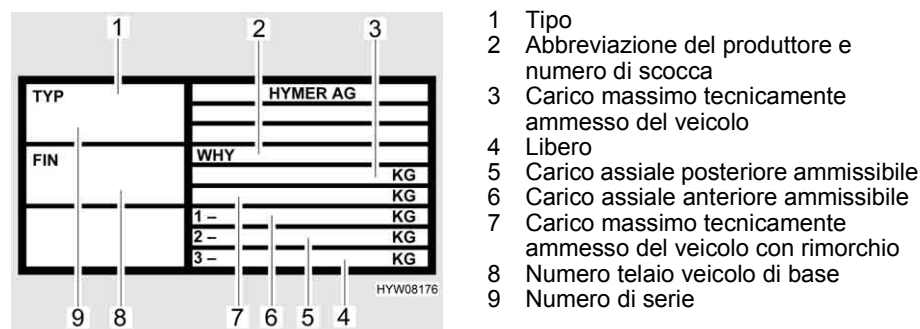 1 2 3
TYP
HYMER AG
FIN
WHY
KG
KG
1 – KG
2 – KG
3 – KG
HYW08176
9 8 7 6 5 4
1 Tipo
2 Abbreviazione del produttore e
numero di scocca
3 Carico massimo tecnicamente
ammesso del veicolo
4 Libero
5 Carico assiale posteriore ammissibile
6 Carico assiale anteriore ammissibile
7 Carico massimo tecnicamente
ammesso del veicolo con rimorchio
8 Numero telaio veicolo di base
9 Numero di serie